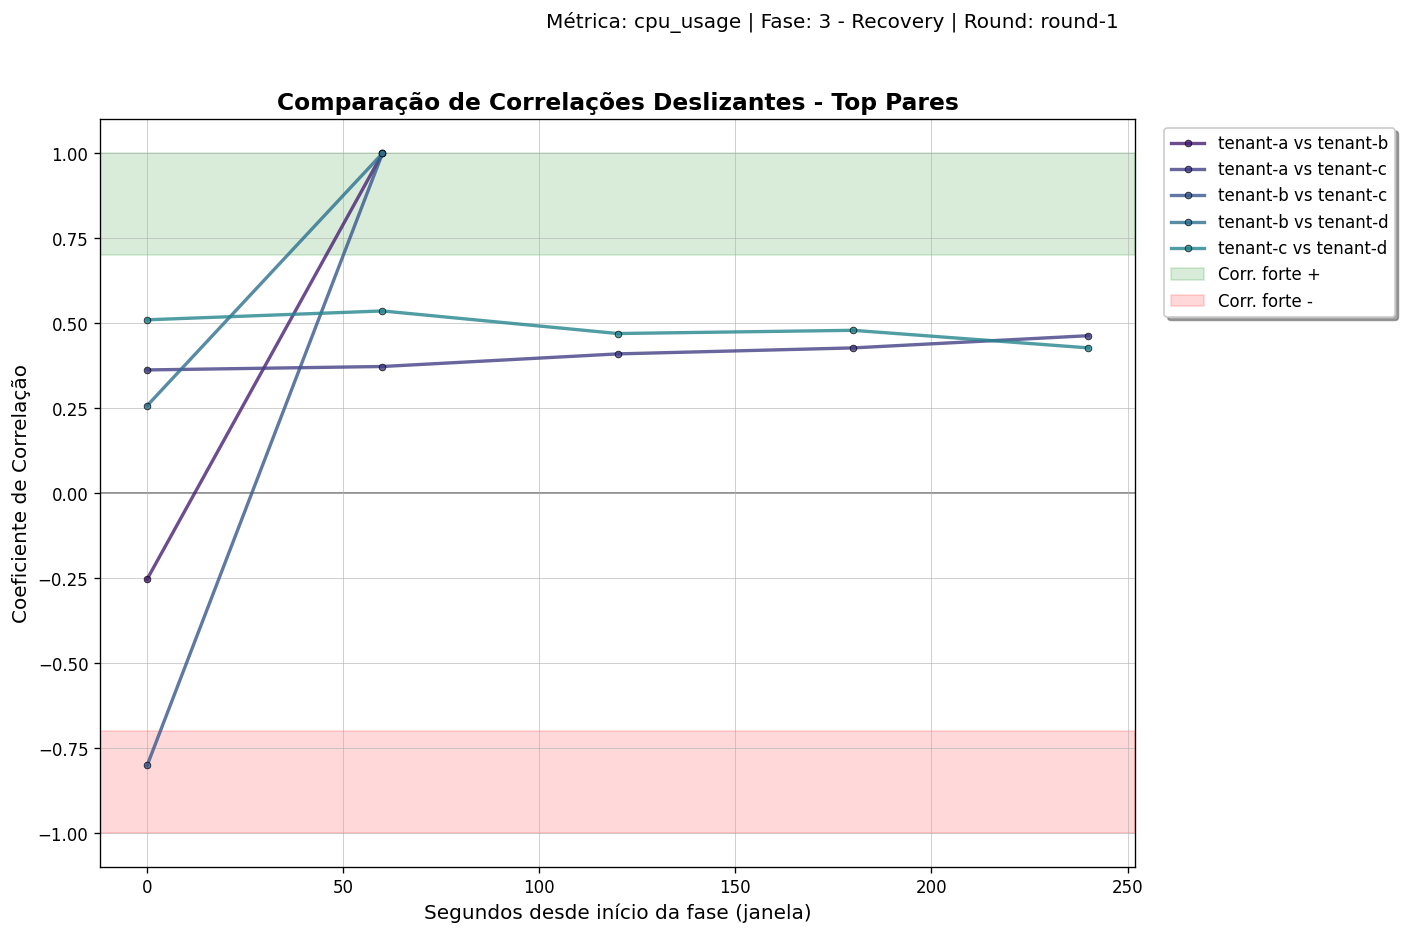 Métrica: cpu_usage | Fase: 3 - Recovery | Round: round-1
Comparação de Correlações Deslizantes - Top Pares
Coeficiente de Correlação
1.00
0.75
0.50
0.25
0.00
−0.25
−0.50
−0.75
−1.00
0
50
100
150
200
250
Segundos desde início da fase (janela)
tenant-a vs tenant-b
tenant-a vs tenant-c
tenant-b vs tenant-c
tenant-b vs tenant-d
tenant-c vs tenant-d
Corr. forte +
Corr. forte -